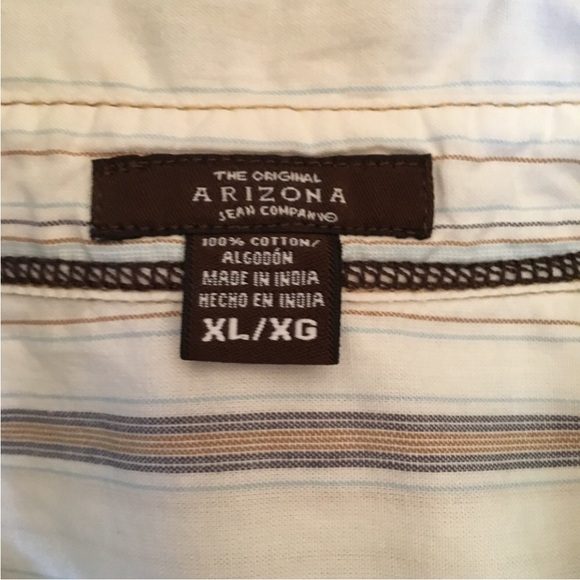 THE ORIGINAL
ARIZONA
JEAN COMPANY®
100% COTTON/
ALGODÓN
MADE IN INDIA
HECHO EN INDIA
XL/XG